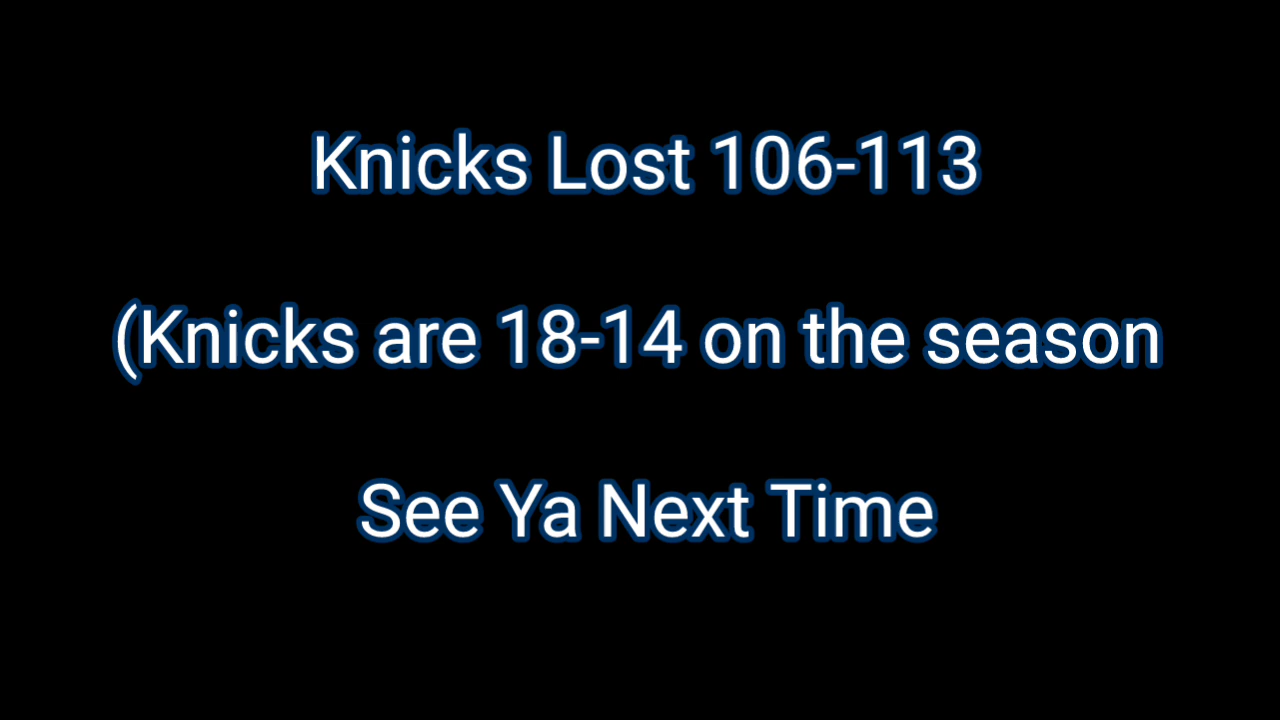 Knicks Lost 106-113
(Knicks are 18-14 on the season
See Ya Next Time